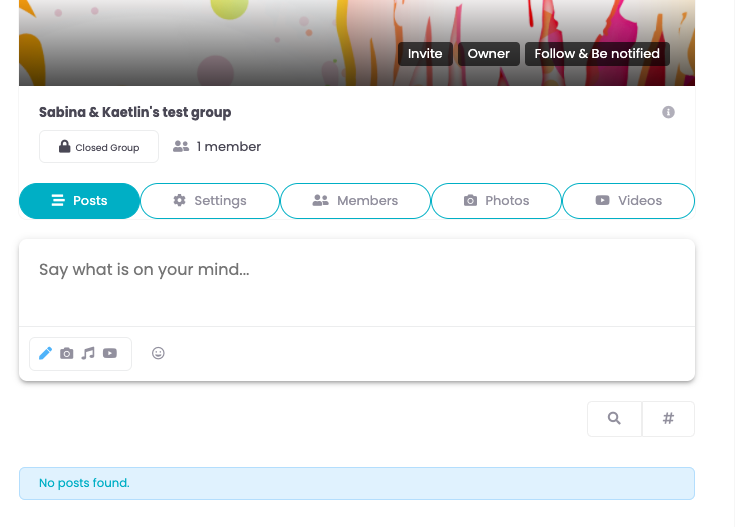 Invite Owner Follow & Be notified
Sabina & Kaetlin's test group
Closed Group 1 member
Posts Settings Members Photos Videos
Say what is on your mind...
#
No posts found.